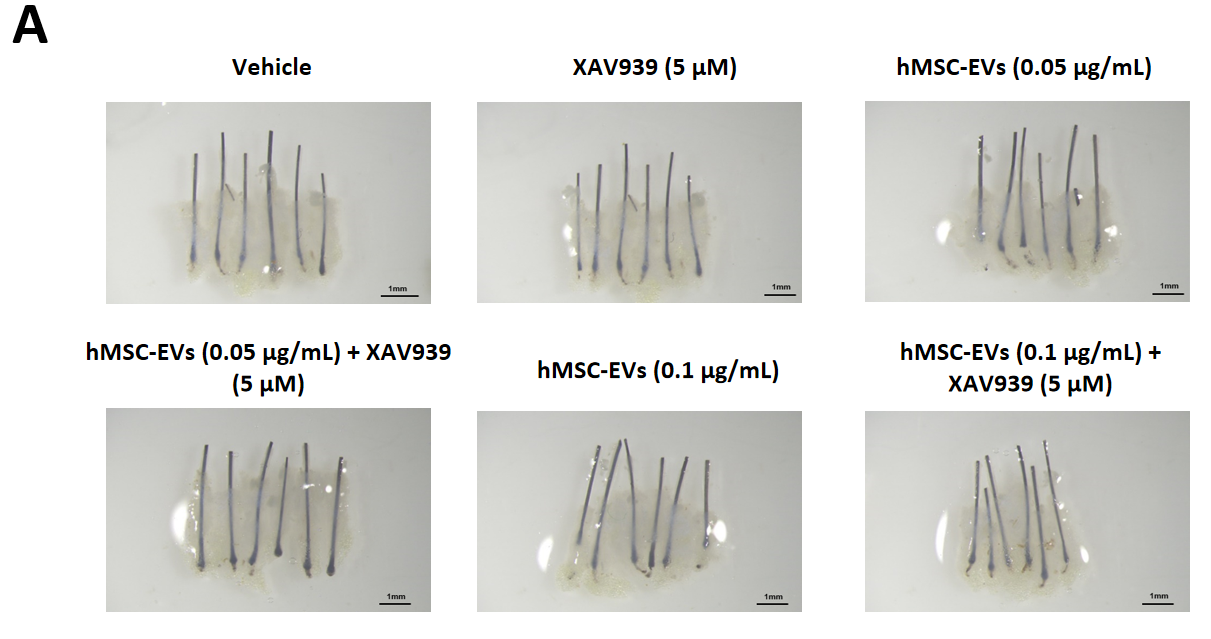 A
Vehicle
XAV939 (5 μM)
hMSC-EVs (0.05 μg/mL)
1mm
1mm
1mm
hMSC-EVs (0.05 μg/mL) + XAV939
(5 μM)
hMSC-EVs (0.1 μg/mL)
hMSC-EVs (0.1 μg/mL) +
XAV939 (5 μM)
1mm
1mm
1mm